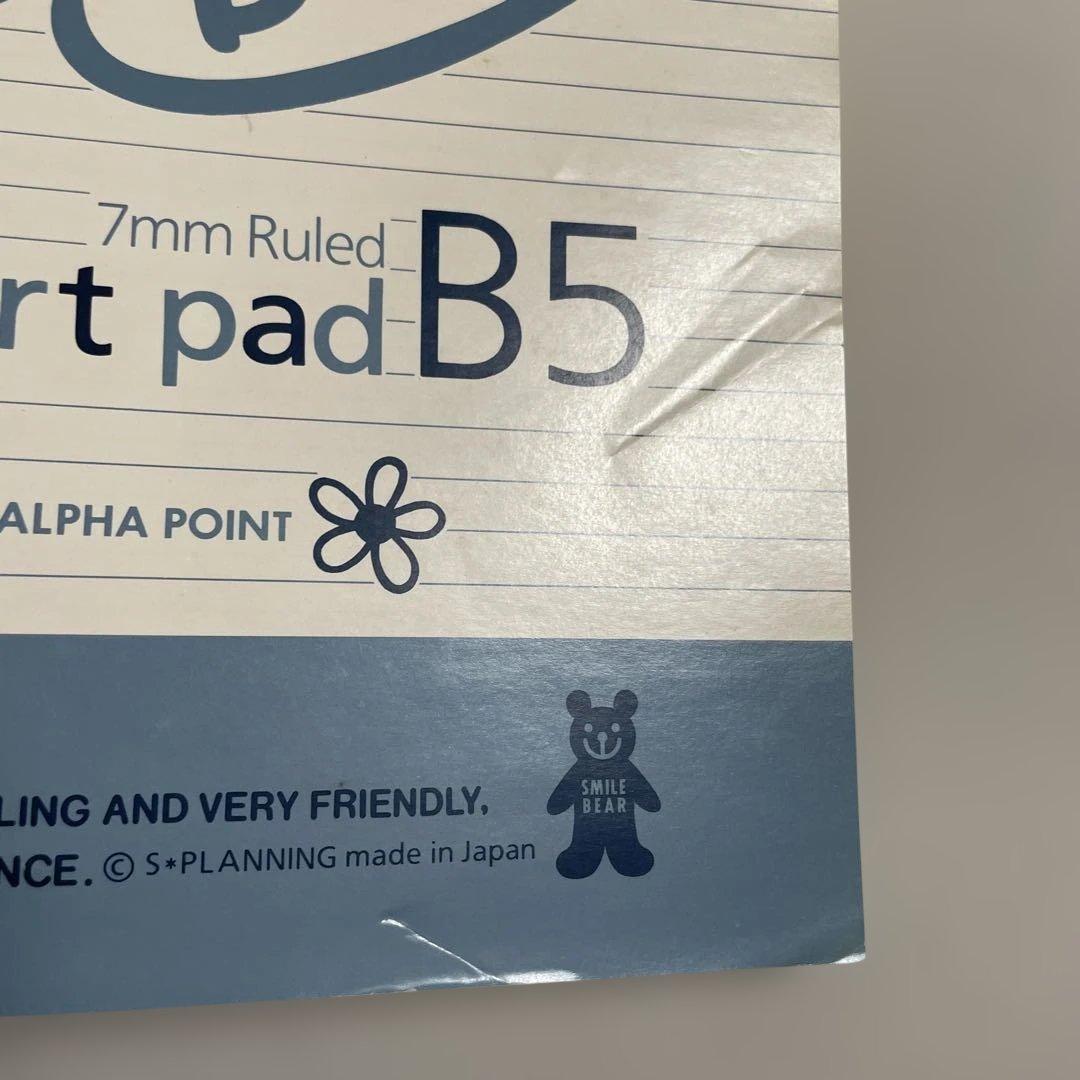 7mm Ruled
rt pad B5
ALPHA POINT
LING AND VERY FRIENDLY,
NCE. © S*PLANNING made in Japan
SMILE
BEAR